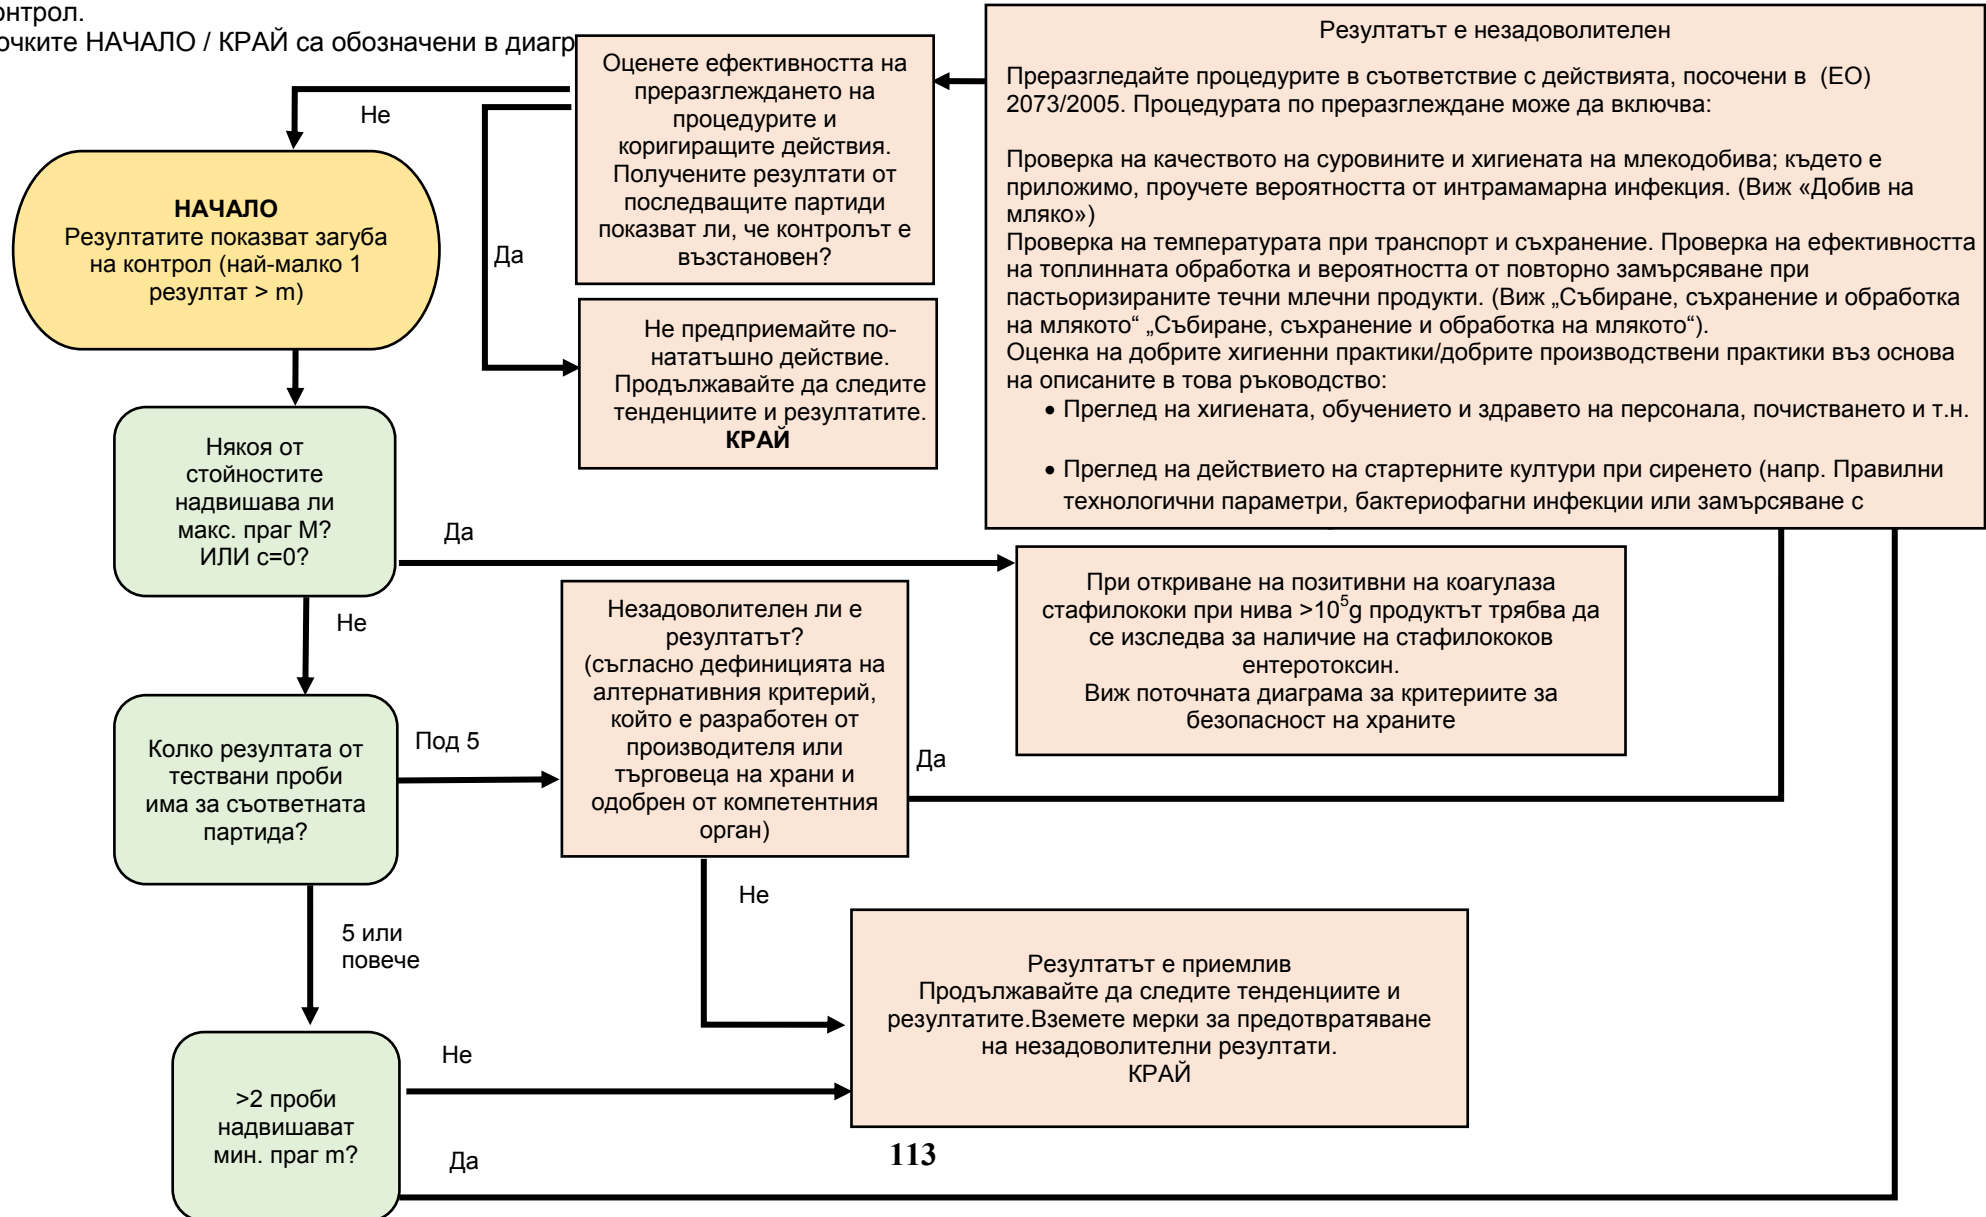 онтрол.
очките НАЧАЛО / КРАЙ са обозначени в диагр
Резултатът е незадоволителен
Преразгледайте процедурите в съответствие с действията, посочени в (ЕО)
2073/2005. Процедурата по преразглеждане може да включва:
Проверка на качеството на суровините и хигиената на млекодобива; където е
приложимо, проучете вероятността от интрамамарна инфекция. (Виж «Добив на
мляко»)
Проверка на температурата при транспорт и съхранение. Проверка на ефективността
на топлинната обработка и вероятността от повторно замърсяване при
пастьоризираните течни млечни продукти. (Виж „Събиране, съхранение и обработка
на млякото“ „Събиране, съхранение и обработка на млякото“).
Оценка на добрите хигиенни практики/добрите производствени практики въз основа
на описаните в това ръководство:
• Преглед на хигиената, обучението и здравето на персонала, почистването и т.н.
• Преглед на действието на стартерните култури при сиренето (напр. Правилни
технологични параметри, бактериофагни инфекции или замърсяване с
Оценете ефективността на
преразглеждането на
процедурите и
коригиращите действия.
Получените резултати от
последващите партиди
показват ли, че контролът е
възстановен?
Не
Да
НАЧАЛО
Резултатите показват загуба
на контрол (най-малко 1
резултат > m)
Не предприемайте по-
нататъшно действие.
Продължавайте да следите
тенденциите и резултатите.
КРАЙ
Някоя от
стойностите
надвишава ли
макс. праг М?
ИЛИ c=0?
Да
Не
При откриване на позитивни на коагулаза
стафилококи при нива >10⁵g продуктът трябва да
се изследва за наличие на стафилококов
ентеротоксин.
Виж поточната диаграма за критериите за
безопасност на храните
Колко резултата от
тествани проби
има за съответната
партида?
Под 5
Незадоволителен ли е
резултатът?
(съгласно дефиницията на
алтернативния критерий,
който е разработен от
производителя или
търговеца на храни и
одобрен от компетентния
орган)
Да
Не
5 или
повече
Резултатът е приемлив
Продължавайте да следите тенденциите и
резултатите.Вземете мерки за предотвратяване
на незадоволителни резултати.
КРАЙ
>2 проби
надвишават
мин. праг m?
Не
Да
113